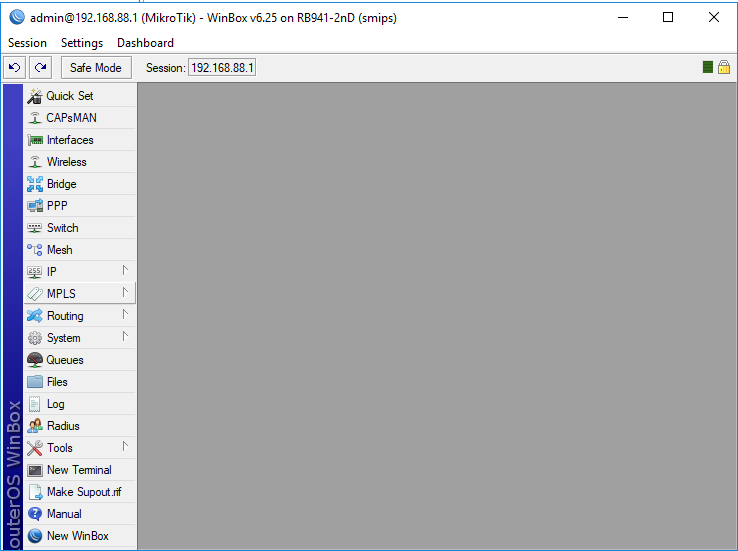 admin@192.168.88.1 (MikroTik) - WinBox v6.25 on RB941-2nD (smips)
Session Settings Dashboard
Safe Mode Session: 192.168.88.1
Quick Set
CAPsMAN
Interfaces
Wireless
Bridge
PPP
Switch
Mesh
255 IP
MPLS
Routing
System
Queues
Files
Log
Radius
Tools
New Terminal
Make Supout.rif
Manual
New WinBox
outerOS WinBox